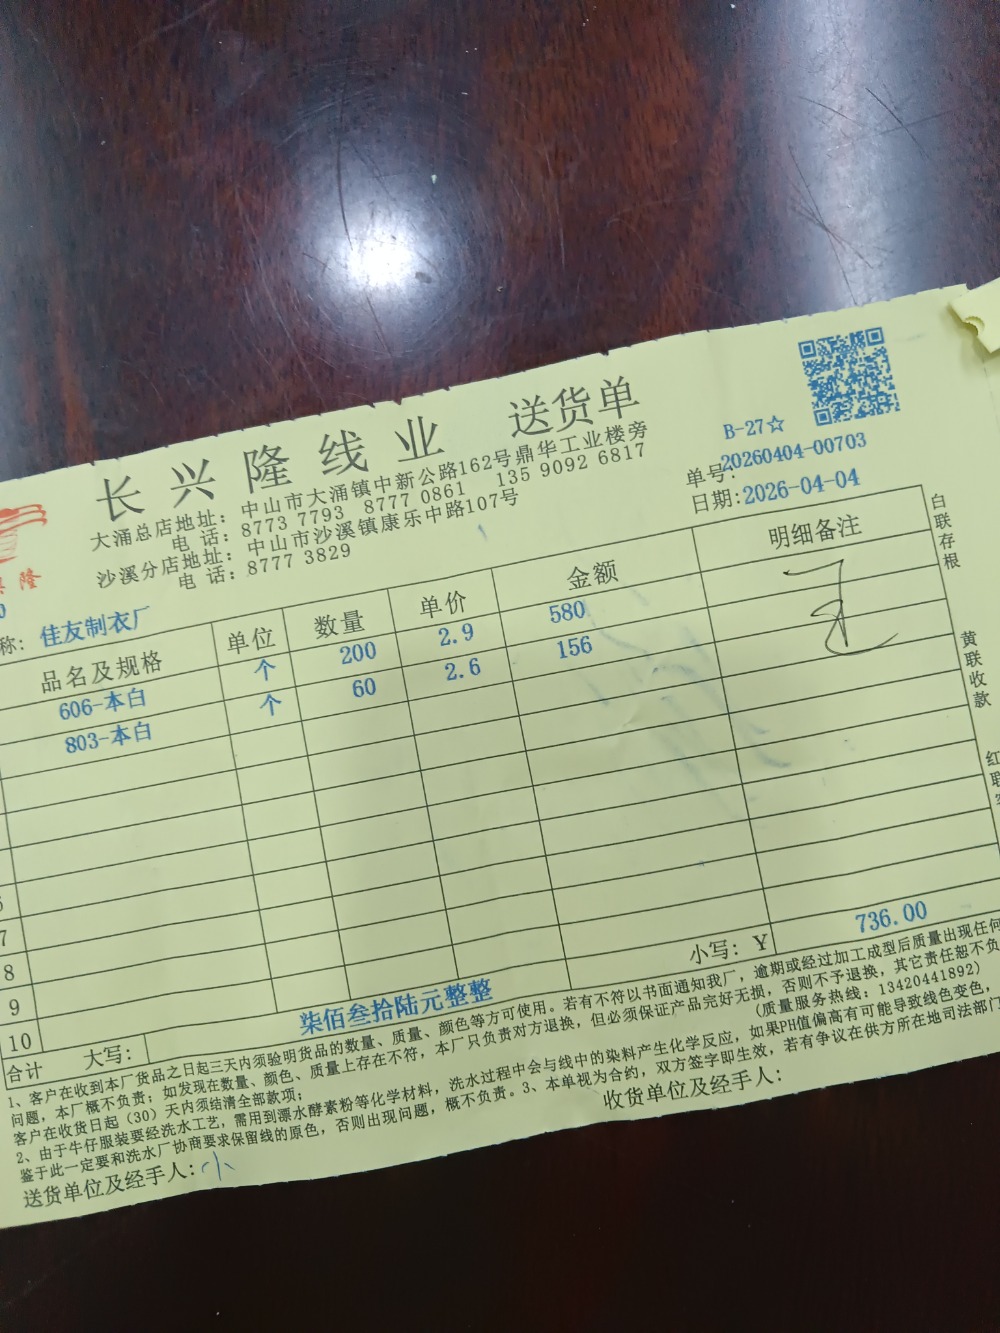 长兴隆线业 送货单
大涌总店地址：中山市大涌镇中新公路162号鼎华工业楼旁
电 话：8773 7793 8777 0861 135 9092 6817
沙溪分店地址：中山市沙溪镇康乐中路107号
电 话：8777 3829
B-27☆
单号：20260404-00703
日期：2026-04-04
隆
称：佳友制衣厂
品名及规格 单位 数量 单价 金额 明细备注
606-本白 个 200 2.9 580
803-本白 个 60 2.6 156
7
8
9
10
合计 大写：柒佰叁拾陆元整整 小写：￥ 736.00
1、客户在收到本厂货品之日起三天内须验明货品的数量、质量、颜色等方可使用。若有不符以书面通知我厂，逾期或经过加工成型后质量出现任何
问题，本厂概不负责；如发现在数量、颜色、质量上存在不符，本厂只负责对方退换，但必须保证产品完好无损，否则不予退换，其它责任恕不负
客户在收货日起（30）天内须结清全部款项； （质量服务热线：13420441892）
2、由于牛仔服装要经洗水工艺，需用到漂水酵素粉等化学材料，洗水过程中会与线中的染料产生化学反应，如果PH值偏高有可能导致线色变色，
鉴于此一定要和洗水厂协商要求保留线的原色，否则出现问题，概不负责。3、本单视为合约，双方签字即生效，若有争议在供方所在地司法部门
送货单位及经手人：小 收货单位及经手人：
白联存根
黄联收款
红联